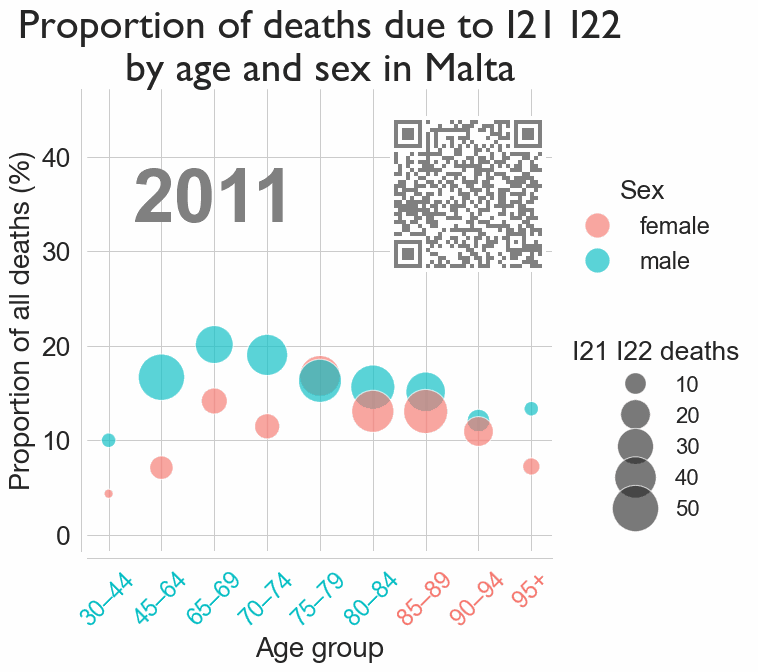 Proportion of deaths due to I21 I22
by age and sex in Malta
Proportion of all deaths (%)
40
30
20
10
0
2011
Sex
female
male
I21 I22 deaths
10
20
30
40
50
30–44
45–64
65–69
70–74
75–79
80–84
85–89
90–94
95+
Age group